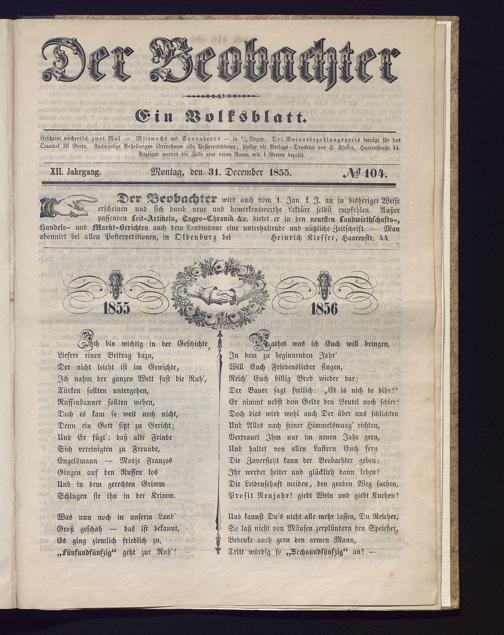 Der Beobachter
Ein Volksblatt.
Erscheint wöchentlich zwei Mal — Mittwochs und Sonnabends — in ½ Bogen. Der Vorausbezahlungspreis beträgt für das
Quartal 36 Grote. Auswärtige Bestellungen übernehmen alle Postexpeditionen; hiesige die Verlags-Druckerei von H. Kleffer, Haarenstraße 44.
Anzeigen werden die Zeile oder deren Raum mit 1 Groten bezahlt.
XII. Jahrgang. Montag, den 31. December 1855. № 104.
Der Beobachter wird auch vom 1. Jan. k. J. an in bisheriger Weise
erscheinen und sich durch neue und bemerkenswerthe Lektüre selbst empfehlen. Außer
passenden Leit-Artikeln, Tages-Chronik ꝛc. bietet er in den neuesten Landwirthschafts-,
Handels- und Markt-Berichten auch dem Landmanne eine unterhaltende und nützliche Zeitschrift. — Man
abonnirt bei allen Postexpeditionen, in Oldenburg bei Heinrich Kleffer, Haarenstr. 44.
1855
Ich bin wichtig in der Geschichte,
Liefere einen Beitrag dazu,
Der nicht leicht ist im Gewichte,
Ich nahm der ganzen Welt fast die Ruh',
Türken sollten untergehen,
Russenbanner sollten wehen,
Doch es kam so weit noch nicht,
Denn ein Gott sitzt zu Gericht;
Und Er fügt's: daß alte Feinde
Sich vereinigten zu Freunde,
Engelsmann — Mosje Franzos
Gingen auf den Russen los
Und in dem gerechten Grimm
Schlugen sie ihn in der Krimm.
Was nun noch in unserm Land
Groß geschah — das ist bekannt,
Es ging ziemlich friedlich zu,
„Fünfundfünfzig" geht zur Ruh'! —
1856
Rathet was ich Euch will bringen,
In dem zu beginnenden Jahr'
Will Euch Friedenslieder singen,
Reich' Euch billig Brod wieder dar;
Der Bauer sagt freilich: „Et is nich to dühr!"
Er nimmt nebst dem Gelde den Beutel noch schier!
Doch dies wird wohl auch Der über uns schlichten
Und Alles nach seiner Himmelswaag' richten,
Vertrauet Ihm nur im neuen Jahr gern,
Und haltet von allen Lastern Euch fern
Die Zuversicht kann der Beobachter geben:
Ihr werdet heiter und glücklich dann leben!
Die Leidenschaft meiden, den graden Weg suchen,
Prosit Neujahr! giebt Wein und giebt Kuchen!
Und kannst Du's nicht alle mehr lassen, Du Reicher,
So laß nicht von Mäusen zerplündern den Speicher,
Bedenke auch gern den armen Mann,
Tritt würdig so „Sechsundfünfzig" an! —